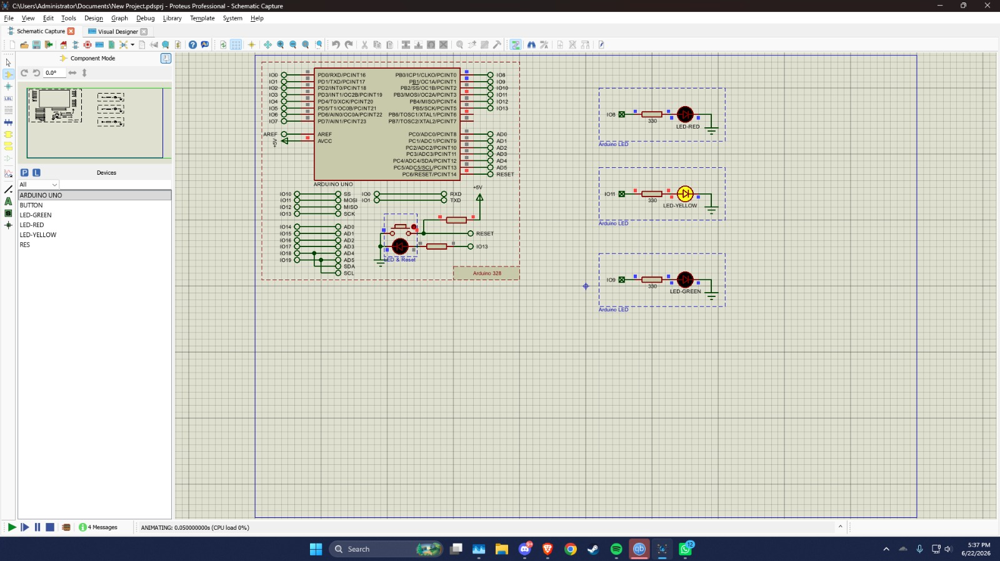 C:\Users\Administrator\Documents\New Project.pdsprj - Proteus Professional - Schematic Capture
File View Edit Tools Design Graph Debug Library Template System Help
Schematic Capture Visual Designer
Component Mode
0.0°
LBL
P L Devices
All
ARDUINO UNO
BUTTON
LED-GREEN
LED-RED
LED-YELLOW
RES
IO0 PD0/RXD/PCINT16 PB0/ICP1/CLKO/PCINT0 IO8
IO1 PD1/TXD/PCINT17 PB1/OC1A/PCINT1 IO9
IO2 PD2/INT0/PCINT18 PB2/SS/OC1B/PCINT2 IO10
IO3 PD3/INT1/OC2B/PCINT19 PB3/MOSI/OC2A/PCINT3 IO11
IO4 PD4/T0/XCK/PCINT20 PB4/MISO/PCINT4 IO12
IO5 PD5/T1/OC0B/PCINT21 PB5/SCK/PCINT5 IO13
IO6 PD6/AIN0/OC0A/PCINT22 PB6/TOSC1/XTAL1/PCINT6
IO7 PD7/AIN1/PCINT23 PB7/TOSC2/XTAL2/PCINT7
AREF AREF PC0/ADC0/PCINT8 AD0
+5V AVCC PC1/ADC1/PCINT9 AD1
PC2/ADC2/PCINT10 AD2
PC3/ADC3/PCINT11 AD3
PC4/ADC4/SDA/PCINT12 AD4
PC5/ADC5/SCL/PCINT13 AD5
PC6/RESET/PCINT14 RESET
ARDUINO UNO
+5V
IO10 SS IO0 RXD
IO11 MOSI IO1 TXD
IO12 MISO
IO13 SCK
IO14 AD0
IO15 AD1 RESET
IO16 AD2
IO17 AD3 IO13
IO18 AD4
IO19 AD5 LED & Reset
SDA
SCL
Arduino 328
IO8 330 LED-RED
Arduino LED
IO11 330 LED-YELLOW
Arduino LED
IO9 330 LED-GREEN
Arduino LED
4 Messages ANIMATING: 0.050000000s (CPU load 0%)
Search
9+
qb
12
5:37 PM
6/22/2026